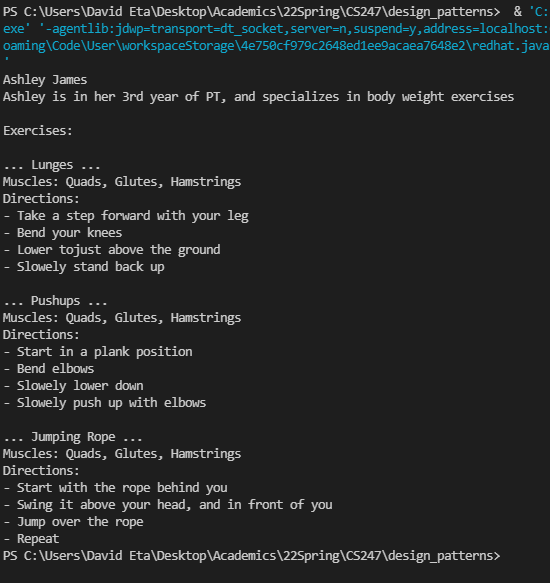 PS C:\Users\David Eta\Desktop\Academics\22Spring\CS247\design_patterns>  & 'C:
exe' '-agentlib:jdwp=transport=dt_socket,server=n,suspend=y,address=localhost:
oaming\Code\User\workspaceStorage\4e750cf979c2648ed1ee9acaea7648e2\redhat.java
'
Ashley James
Ashley is in her 3rd year of PT, and specializes in body weight exercises

Exercises:

... Lunges ...
Muscles: Quads, Glutes, Hamstrings
Directions:
- Take a step forward with your leg
- Bend your knees
- Lower tojust above the ground
- Slowely stand back up

... Pushups ...
Muscles: Quads, Glutes, Hamstrings
Directions:
- Start in a plank position
- Bend elbows
- Slowely lower down
- Slowely push up with elbows

... Jumping Rope ...
Muscles: Quads, Glutes, Hamstrings
Directions:
- Start with the rope behind you
- Swing it above your head, and in front of you
- Jump over the rope
- Repeat
PS C:\Users\David Eta\Desktop\Academics\22Spring\CS247\design_patterns>